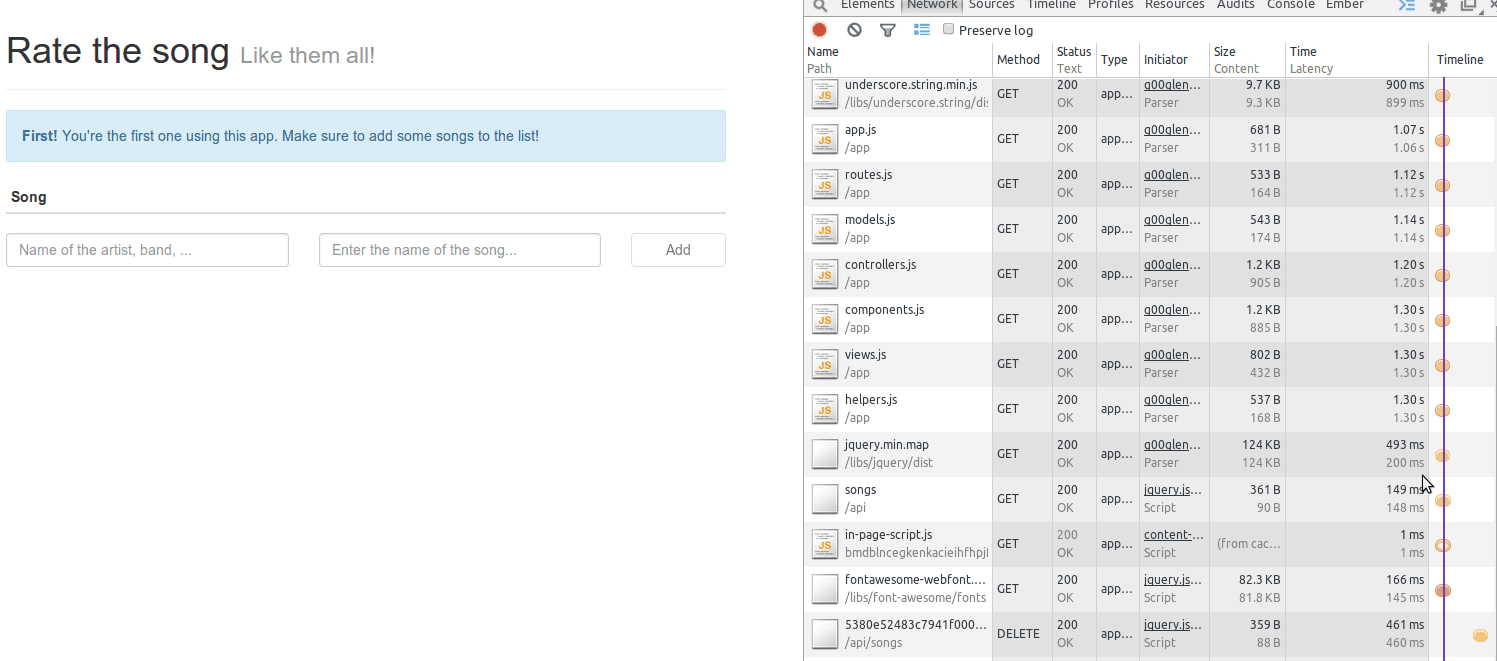 Rate the song Like them all!
First! You're the first one using this app. Make sure to add some songs to the list!
Song
Name of the artist, band, ... Enter the name of the song... Add
Elements Network Sources Timeline Profiles Resources Audits Console Ember
Preserve log
Name Method Status Type Initiator Size Time Timeline
Path Text Content Latency
underscore.string.min.js GET 200 app... g00glen... 9.7 KB 900 ms
/libs/underscore.string/dis OK Parser 9.3 KB 899 ms
app.js GET 200 app... g00glen... 681 B 1.07 s
/app OK Parser 311 B 1.06 s
routes.js GET 200 app... g00glen... 533 B 1.12 s
/app OK Parser 164 B 1.12 s
models.js GET 200 app... g00glen... 543 B 1.14 s
/app OK Parser 174 B 1.14 s
controllers.js GET 200 app... g00glen... 1.2 KB 1.20 s
/app OK Parser 905 B 1.20 s
components.js GET 200 app... g00glen... 1.2 KB 1.30 s
/app OK Parser 885 B 1.30 s
views.js GET 200 app... g00glen... 802 B 1.30 s
/app OK Parser 432 B 1.30 s
helpers.js GET 200 app... g00glen... 537 B 1.30 s
/app OK Parser 168 B 1.30 s
jquery.min.map GET 200 app... g00glen... 124 KB 493 ms
/libs/jquery/dist OK Parser 124 KB 200 ms
songs GET 200 app... jquery.js... 361 B 149 ms
/api OK Script 90 B 148 ms
in-page-script.js GET 200 app... content-... (from cac... 1 ms
bmdblncegkenkacieihfhpjl OK Script 1 ms
fontawesome-webfont.... GET 200 app... jquery.js... 82.3 KB 166 ms
/libs/font-awesome/fonts OK Script 81.8 KB 145 ms
5380e52483c7941f000... DELETE 200 app... jquery.js... 359 B 461 ms
/api/songs OK Script 88 B 460 ms